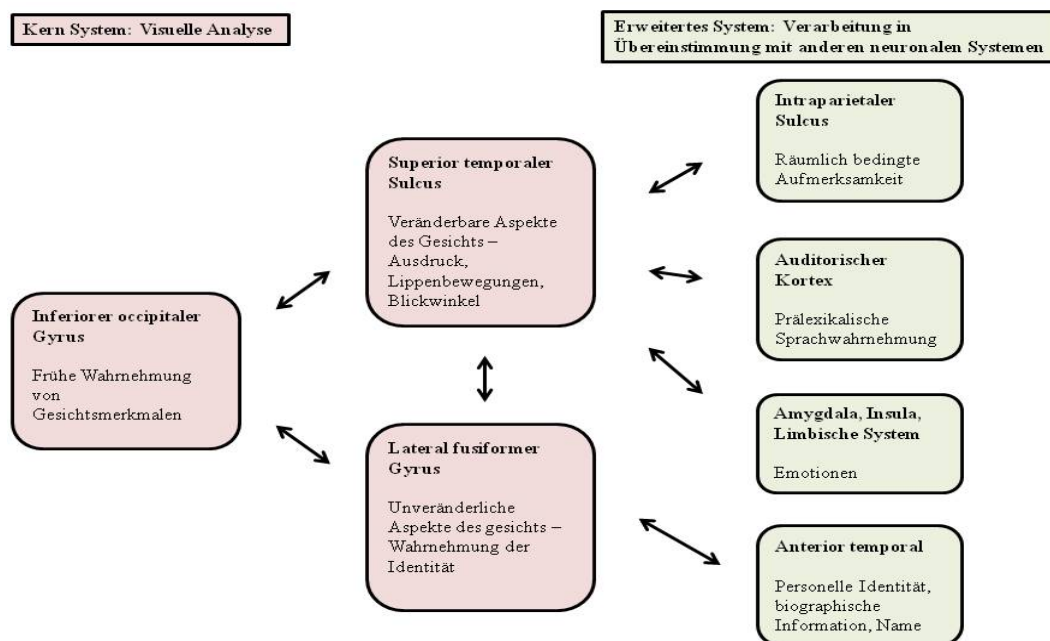 Kern System: Visuelle Analyse
Erweitertes System: Verarbeitung in
Übereinstimmung mit anderen neuronalen Systemen
Inferiorer occipitaler
Gyrus
Frühe Wahrnehmung
von
Gesichtsmerkmalen
Superior temporaler
Sulcus
Veränderbare Aspekte
des Gesichts –
Ausdruck,
Lippenbewegungen,
Blickwinkel
Lateral fusiformer
Gyrus
Unveränderliche
Aspekte des gesichts –
Wahrnehmung der
Identität
Intraparietaler
Sulcus
Räumlich bedingte
Aufmerksamkeit
Auditorischer
Kortex
Prälexikalische
Sprachwahrnehmung
Amygdala, Insula,
Limbische System
Emotionen
Anterior temporal
Personelle Identität,
biographische
Information, Name